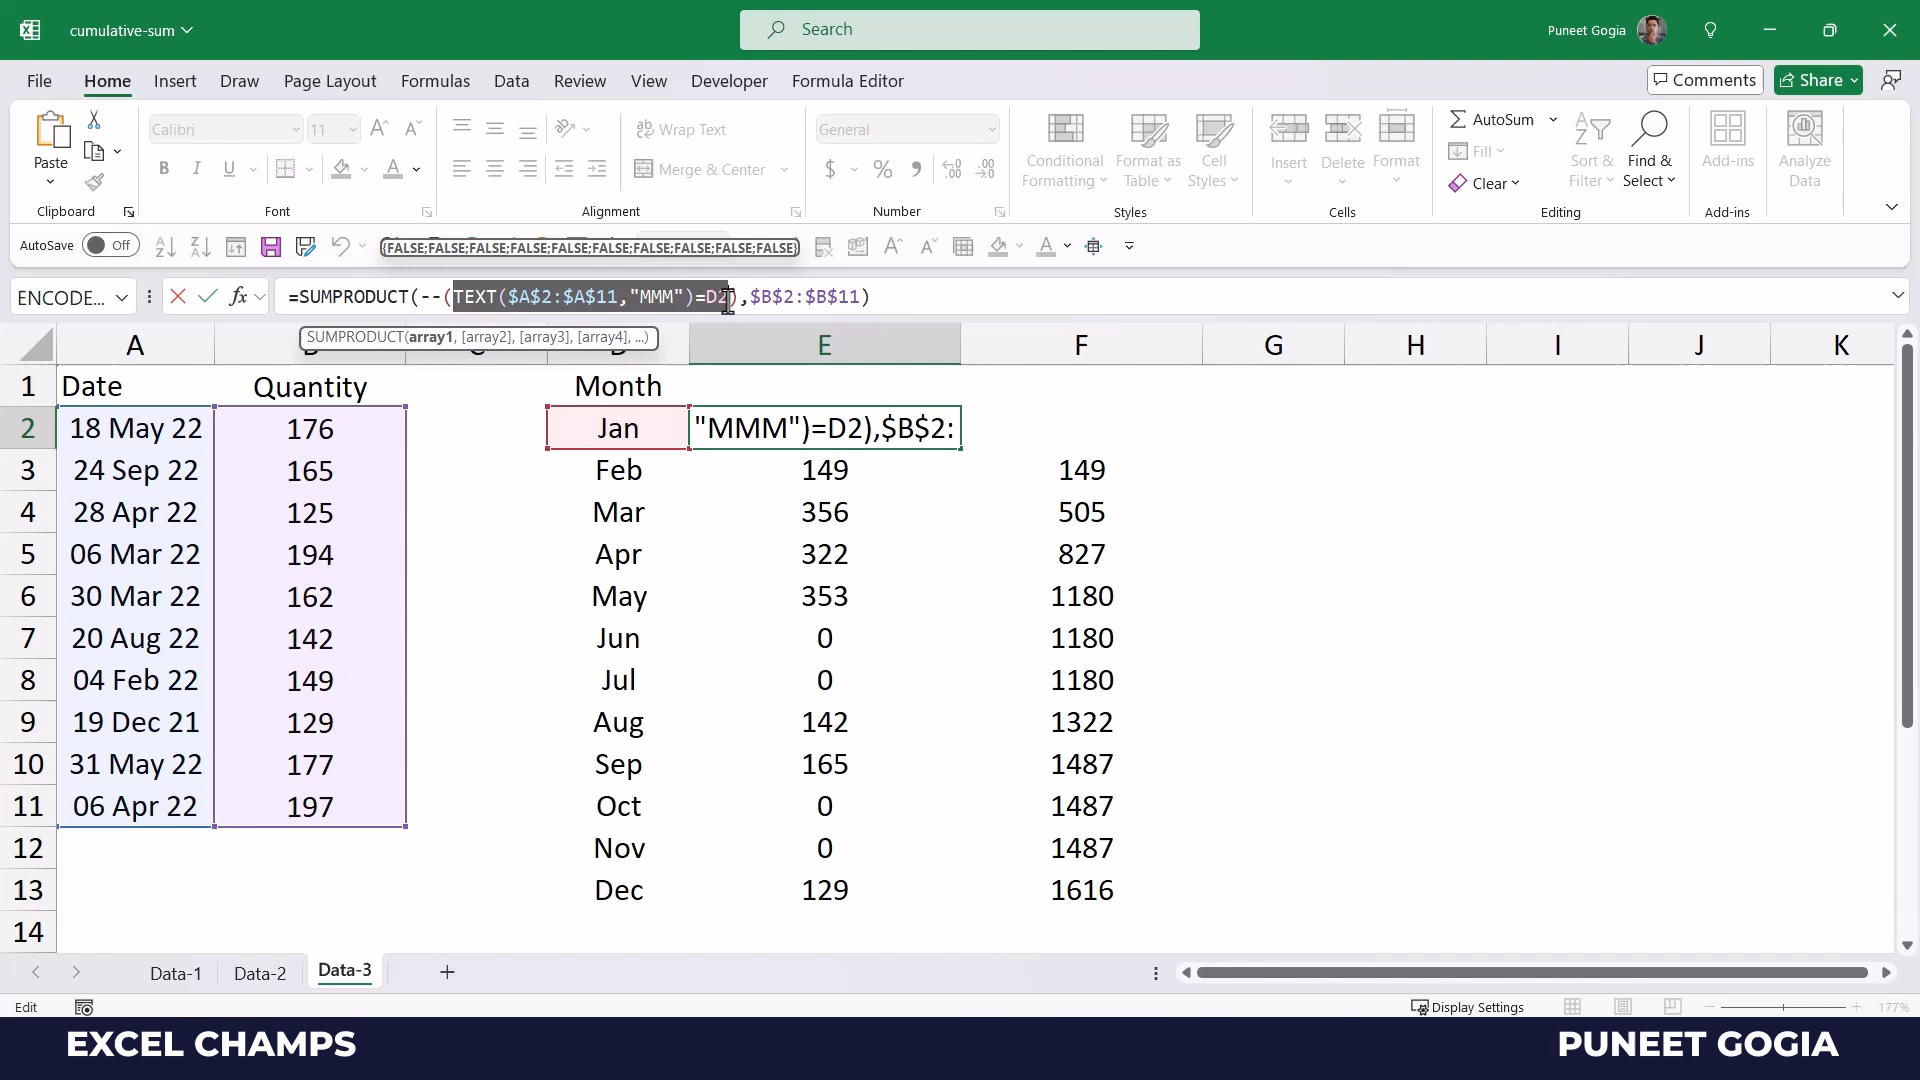 cumulative-sum
Search
Puneet Gogia
File Home Insert Draw Page Layout Formulas Data Review View Developer Formula Editor
Comments Share
Paste
Calibri 11
B I U
Wrap Text
Merge & Center
General
$ %
Conditional Formatting
Format as Table
Cell Styles
Insert Delete Format
AutoSum
Fill
Clear
Sort & Filter
Find & Select
Add-ins
Analyze Data
Clipboard Font Alignment Number Styles Cells Editing Add-ins
AutoSave Off
{FALSE;FALSE;FALSE;FALSE;FALSE;FALSE;FALSE;FALSE;FALSE;FALSE}
ENCODE... fx =SUMPRODUCT(--(TEXT($A$2:$A$11,"MMM")=D2),$B$2:$B$11)
SUMPRODUCT(array1, [array2], [array3], [array4], ...)
A E F G H I J K
1 Date Quantity Month
2 18 May 22 176 Jan "MMM")=D2),$B$2:
3 24 Sep 22 165 Feb 149 149
4 28 Apr 22 125 Mar 356 505
5 06 Mar 22 194 Apr 322 827
6 30 Mar 22 162 May 353 1180
7 20 Aug 22 142 Jun 0 1180
8 04 Feb 22 149 Jul 0 1180
9 19 Dec 21 129 Aug 142 1322
10 31 May 22 177 Sep 165 1487
11 06 Apr 22 197 Oct 0 1487
12 Nov 0 1487
13 Dec 129 1616
14
Data-1 Data-2 Data-3
Edit Display Settings 177%
EXCEL CHAMPS PUNEET GOGIA